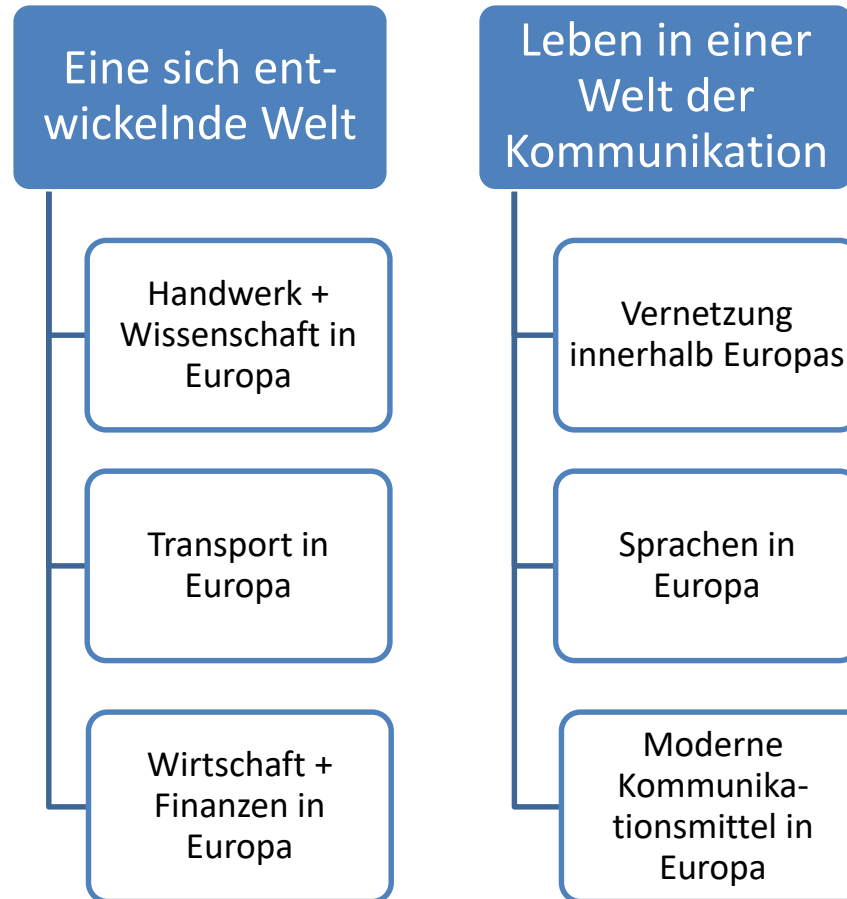 Eine sich ent-
wickelnde Welt
Handwerk +
Wissenschaft in
Europa
Transport in
Europa
Wirtschaft +
Finanzen in
Europa
Leben in einer
Welt der
Kommunikation
Vernetzung
innerhalb Europas
Sprachen in
Europa
Moderne
Kommunika-
tionsmittel in
Europa